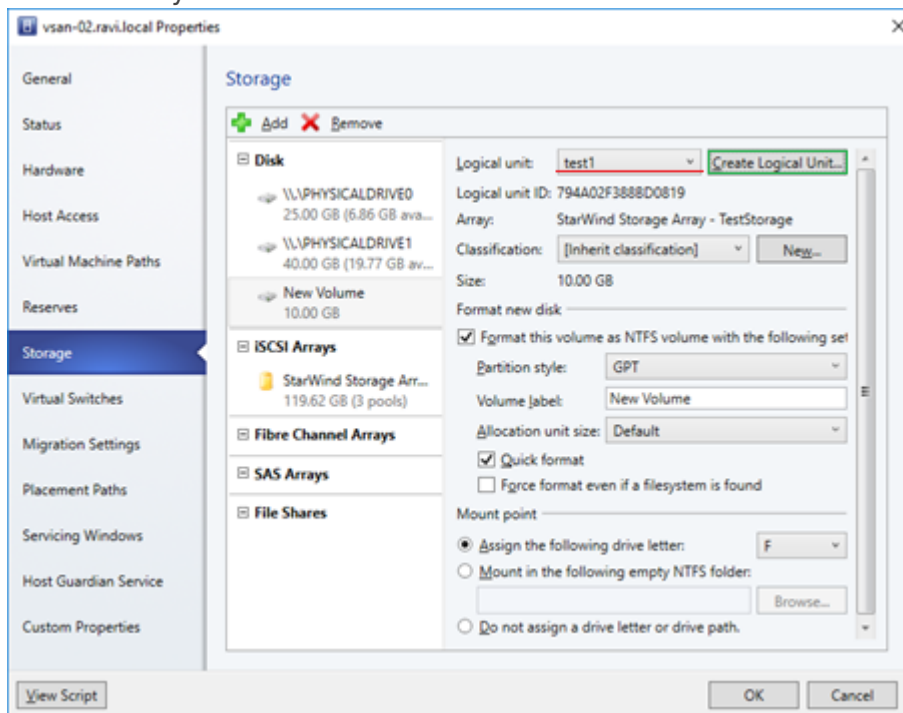 vsan-02.ravi.local Properties
General
Status
Hardware
Host Access
Virtual Machine Paths
Reserves
Storage
Virtual Switches
Migration Settings
Placement Paths
Servicing Windows
Host Guardian Service
Custom Properties
Storage
Add Remove
Disk
\\.\PHYSICALDRIVE0
25.00 GB (6.86 GB ava...
\\.\PHYSICALDRIVE1
40.00 GB (19.77 GB av...
New Volume
10.00 GB
iSCSI Arrays
StarWind Storage Arr...
119.62 GB (3 pools)
Fibre Channel Arrays
SAS Arrays
File Shares
Logical unit: test1 Create Logical Unit...
Logical unit ID: 794A02F3888D0819
Array: StarWind Storage Array - TestStorage
Classification: [Inherit classification] New...
Size: 10.00 GB
Format new disk
Format this volume as NTFS volume with the following set
Partition style: GPT
Volume label: New Volume
Allocation unit size: Default
Quick format
Force format even if a filesystem is found
Mount point
Assign the following drive letter: F
Mount in the following empty NTFS folder:
Browse...
Do not assign a drive letter or drive path.
View Script OK Cancel